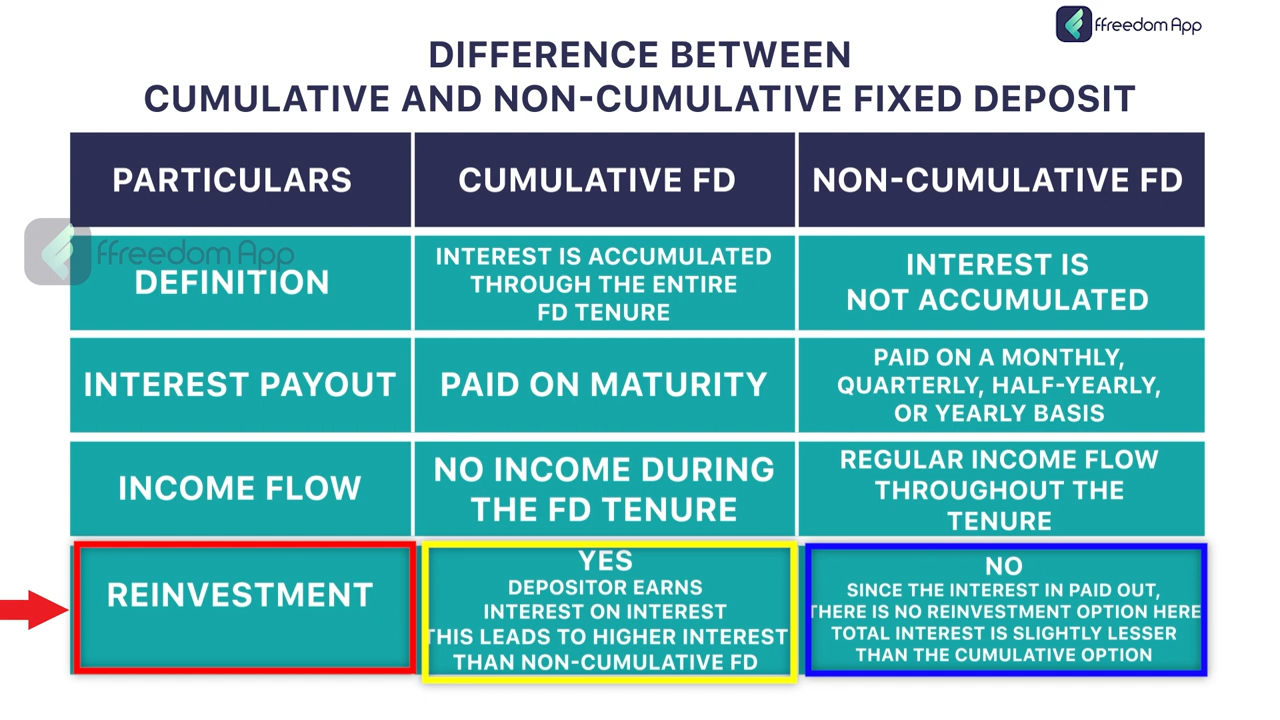 ffreedom App
DIFFERENCE BETWEEN
CUMULATIVE AND NON-CUMULATIVE FIXED DEPOSIT
PARTICULARS
CUMULATIVE FD
NON-CUMULATIVE FD
ffreedom App
DEFINITION
INTEREST IS ACCUMULATED
THROUGH THE ENTIRE
FD TENURE
INTEREST IS
NOT ACCUMULATED
INTEREST PAYOUT
PAID ON MATURITY
PAID ON A MONTHLY,
QUARTERLY, HALF-YEARLY,
OR YEARLY BASIS
INCOME FLOW
NO INCOME DURING
THE FD TENURE
REGULAR INCOME FLOW
THROUGHOUT THE
TENURE
REINVESTMENT
YES
DEPOSITOR EARNS
INTEREST ON INTEREST
THIS LEADS TO HIGHER INTEREST
THAN NON-CUMULATIVE FD
NO
SINCE THE INTEREST IN PAID OUT,
THERE IS NO REINVESTMENT OPTION HERE
TOTAL INTEREST IS SLIGHTLY LESSER
THAN THE CUMULATIVE OPTION